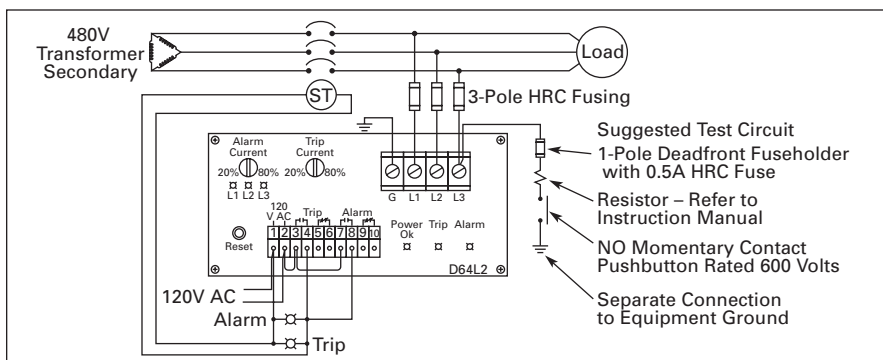 480V
Transformer
Secondary
Load
ST
3-Pole HRC Fusing
Alarm
Current
20% 80%
L1 L2 L3
Trip
Current
20% 80%
G L1 L2 L3
120
V AC
Trip
Alarm
1 2 3 4 5 6 7 8 9 10
Reset
Power
Ok
Trip
Alarm
D64L2
120V AC
Alarm
Trip
Suggested Test Circuit
1-Pole Deadfront Fuseholder
with 0.5A HRC Fuse
Resistor – Refer to
Instruction Manual
NO Momentary Contact
Pushbutton Rated 600 Volts
Separate Connection
to Equipment Ground